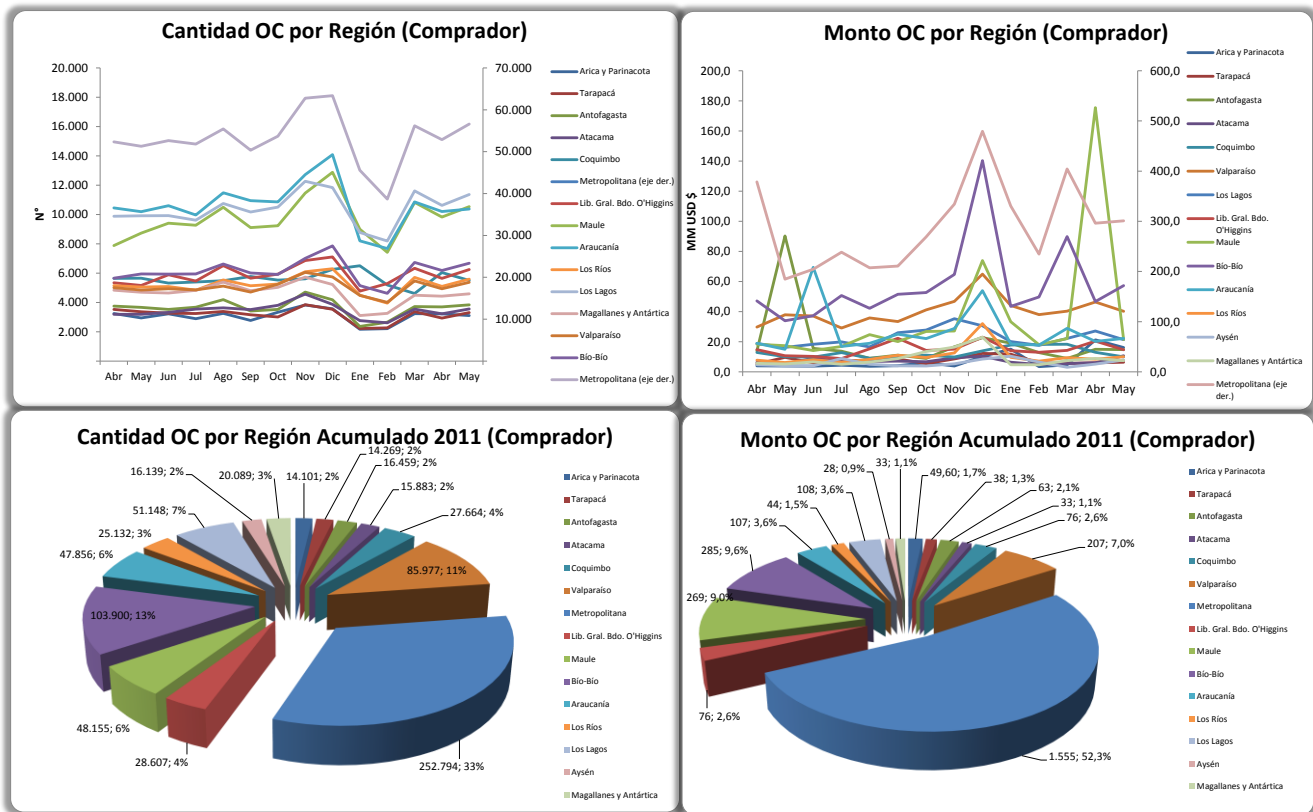 Cantidad OC por Región (Comprador)
N°
20.000
18.000
16.000
14.000
12.000
10.000
8.000
6.000
4.000
2.000
70.000
60.000
50.000
40.000
30.000
20.000
10.000
Abr May Jun Jul Ago Sep Oct Nov Dic Ene Feb Mar Abr May
Arica y Parinacota
Tarapacá
Antofagasta
Atacama
Coquimbo
Metropolitana (eje der.)
Lib. Gral. Bdo. O'Higgins
Maule
Araucanía
Los Ríos
Los Lagos
Magallanes y Antártica
Valparaíso
Bío-Bío
Metropolitana (eje der.)
Monto OC por Región (Comprador)
MM USD $
200,0
180,0
160,0
140,0
120,0
100,0
80,0
60,0
40,0
20,0
0,0
600,0
500,0
400,0
300,0
200,0
100,0
0,0
Abr May Jun Jul Ago Sep Oct Nov Dic Ene Feb Mar Abr May
Arica y Parinacota
Tarapacá
Antofagasta
Atacama
Coquimbo
Valparaíso
Los Lagos
Lib. Gral. Bdo.
O'Higgins
Maule
Bío-Bío
Araucanía
Los Ríos
Aysén
Magallanes y Antártica
Metropolitana (eje
der.)
Cantidad OC por Región Acumulado 2011 (Comprador)
14.101; 2%
14.269; 2%
16.459; 2%
15.883; 2%
27.664; 4%
85.977; 11%
252.794; 33%
28.607; 4%
48.155; 6%
103.900; 13%
47.856; 6%
25.132; 3%
51.148; 7%
16.139; 2%
20.089; 3%
Arica y Parinacota
Tarapacá
Antofagasta
Atacama
Coquimbo
Valparaíso
Metropolitana
Lib. Gral. Bdo. O'Higgins
Maule
Bío-Bío
Araucanía
Los Ríos
Los Lagos
Aysén
Magallanes y Antártica
Monto OC por Región Acumulado 2011 (Comprador)
49,60; 1,7%
38; 1,3%
63; 2,1%
33; 1,1%
76; 2,6%
207; 7,0%
1.555; 52,3%
76; 2,6%
269; 9,0%
285; 9,6%
107; 3,6%
44; 1,5%
108; 3,6%
28; 0,9%
33; 1,1%
Arica y Parinacota
Tarapacá
Antofagasta
Atacama
Coquimbo
Valparaíso
Metropolitana
Lib. Gral. Bdo. O'Higgins
Maule
Bío-Bío
Araucanía
Los Ríos
Los Lagos
Aysén
Magallanes y Antártica